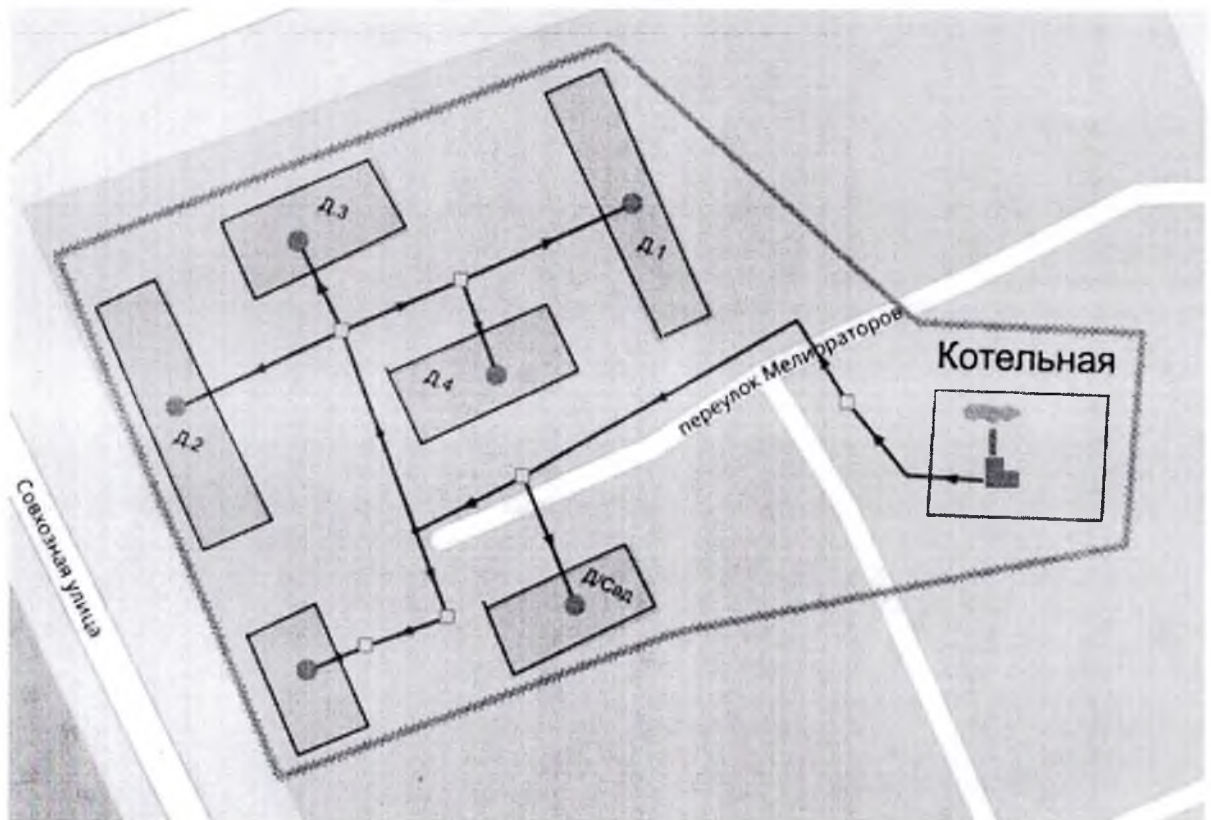 Д.3
Д.1
переулок Мелиораторов
Котельная
Д.4
Д.2
Совхозная улица
Д/Сад